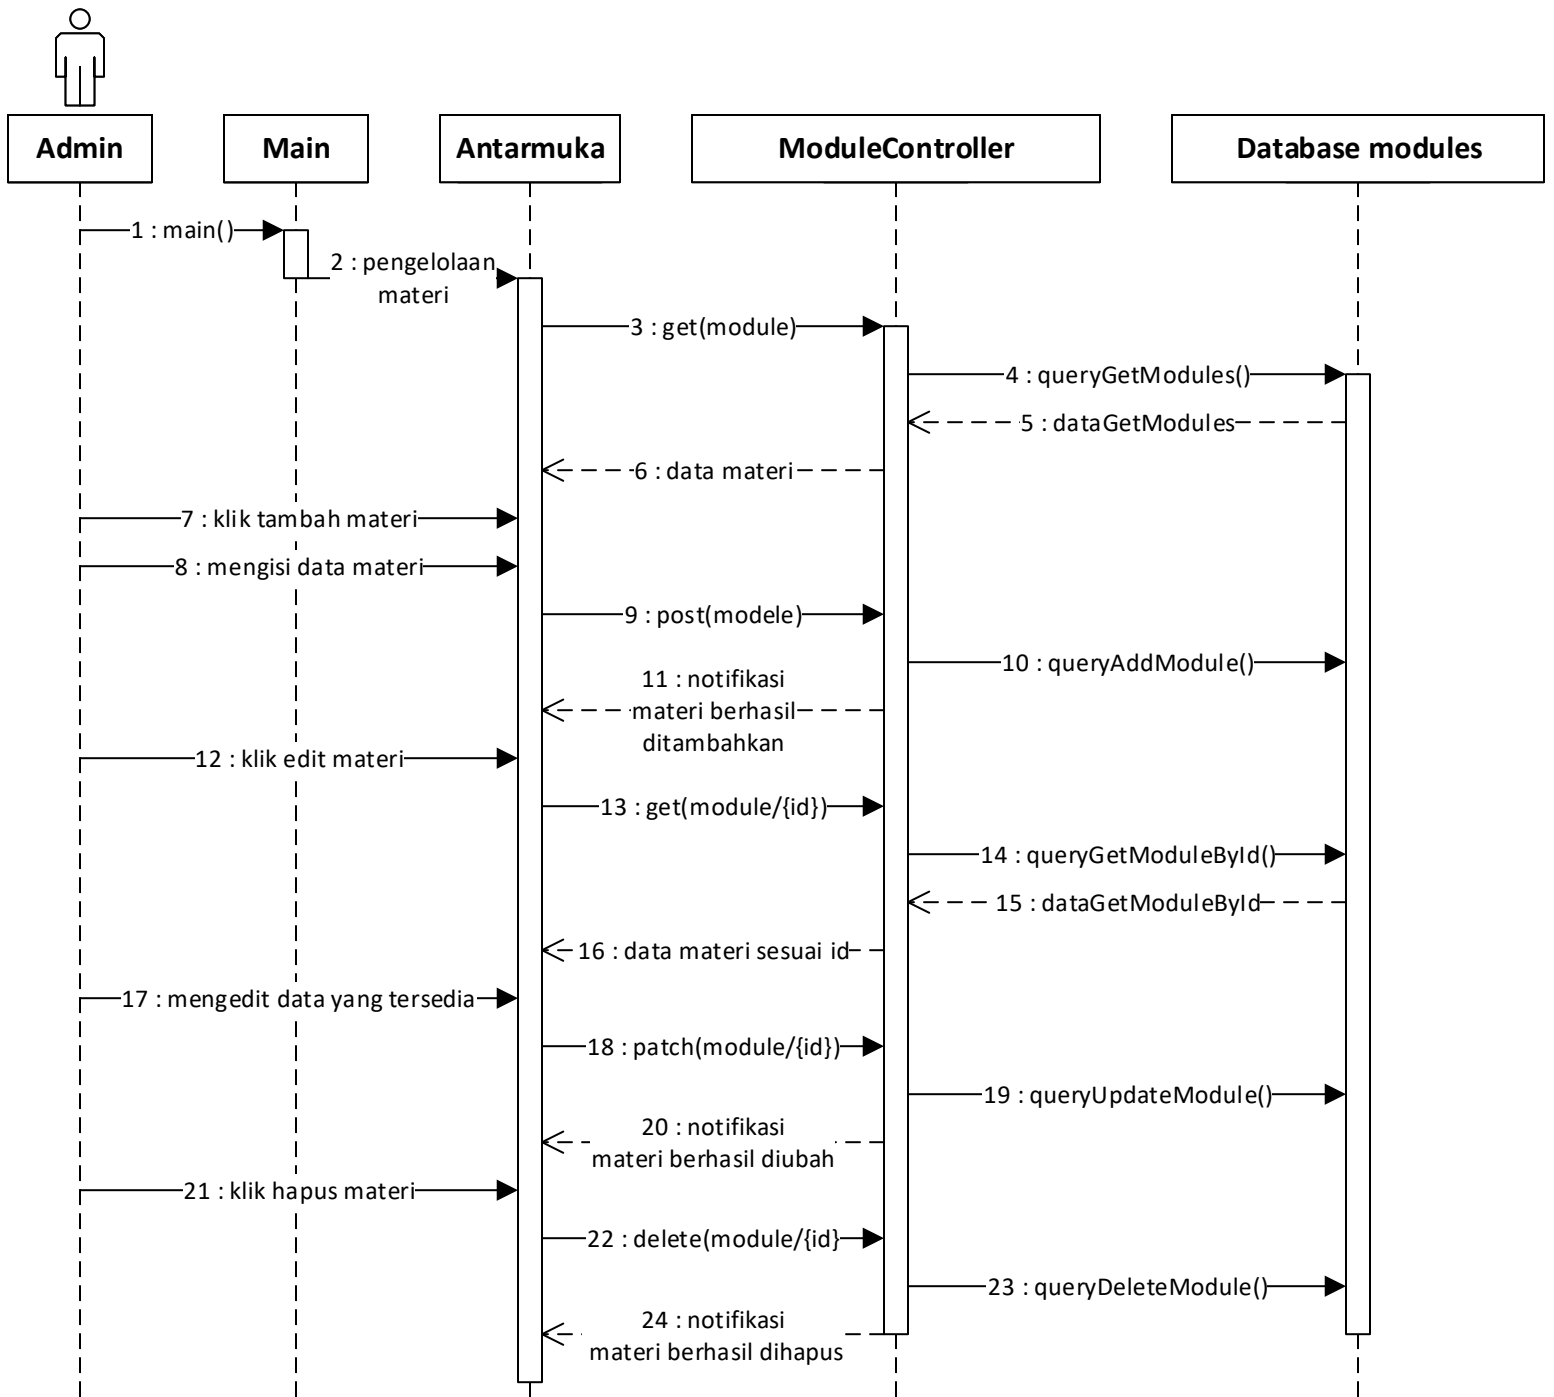 Admin
Main
Antarmuka
ModuleController
Database modules
1 : main()
2 : pengelolaan
materi
3 : get(module)
4 : queryGetModules()
5 : dataGetModules
6 : data materi
7 : klik tambah materi
8 : mengisi data materi
9 : post(modele)
10 : queryAddModule()
11 : notifikasi
materi berhasil
ditambahkan
12 : klik edit materi
13 : get(module/{id})
14 : queryGetModuleById()
15 : dataGetModuleById
16 : data materi sesuai id
17 : mengedit data yang tersedia
18 : patch(module/{id})
19 : queryUpdateModule()
20 : notifikasi
materi berhasil diubah
21 : klik hapus materi
22 : delete(module/{id}
23 : queryDeleteModule()
24 : notifikasi
materi berhasil dihapus